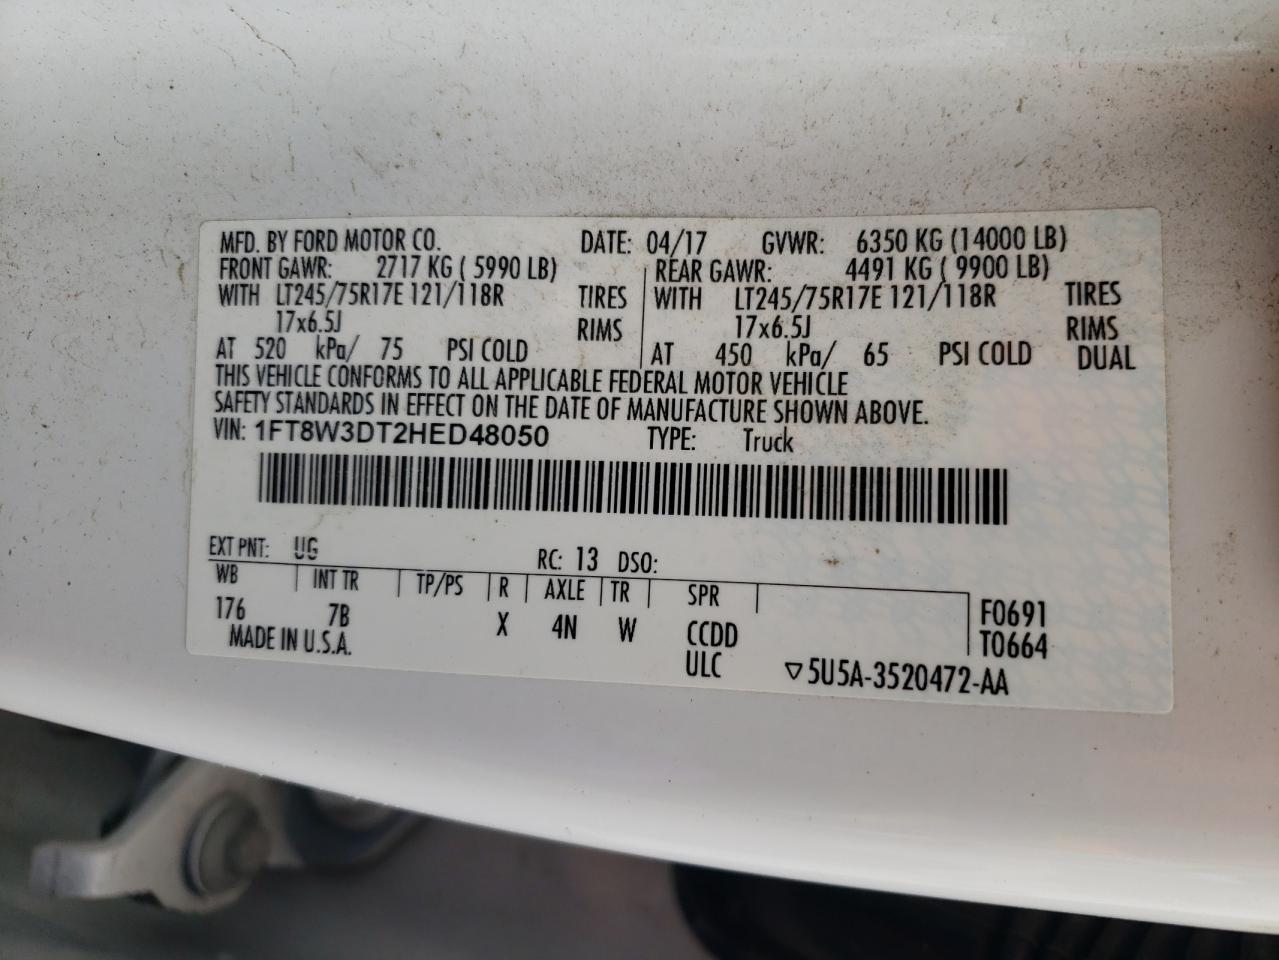 MFD. BY FORD MOTOR CO. DATE: 04/17 GVWR: 6350 KG (14000 LB)
FRONT GAWR: 2717 KG ( 5990 LB) REAR GAWR: 4491 KG ( 9900 LB)
WITH LT245/75R17E 121/118R TIRES WITH LT245/75R17E 121/118R TIRES
17x6.5J RIMS 17x6.5J RIMS
AT 520 kPa/ 75 PSI COLD AT 450 kPa/ 65 PSI COLD DUAL
THIS VEHICLE CONFORMS TO ALL APPLICABLE FEDERAL MOTOR VEHICLE
SAFETY STANDARDS IN EFFECT ON THE DATE OF MANUFACTURE SHOWN ABOVE.
VIN: 1FT8W3DT2HED48050 TYPE: Truck
EXT PNT: UG RC: 13 DSO:
WB INT TR TP/PS R AXLE TR SPR
176 7B X 4N W CCDD F0691
MADE IN U.S.A. ULC T0664
▽5U5A-3520472-AA